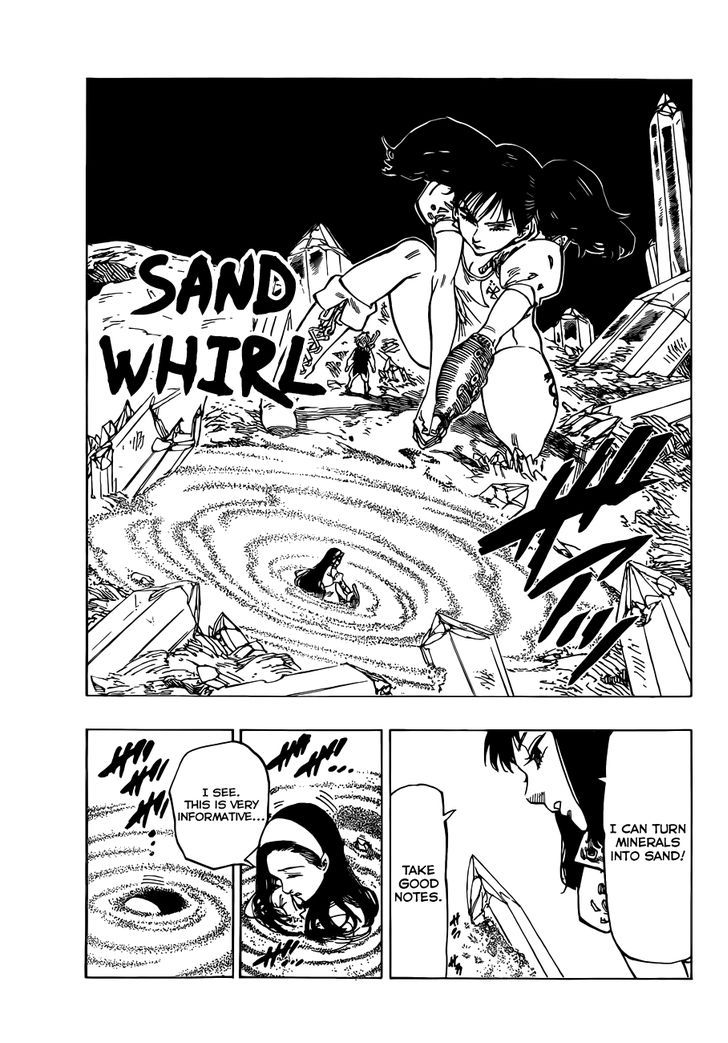 SAND
WHIRL
I CAN TURN
MINERALS
INTO SAND!
TAKE
GOOD
NOTES.
I SEE.
THIS IS VERY
INFORMATIVE...